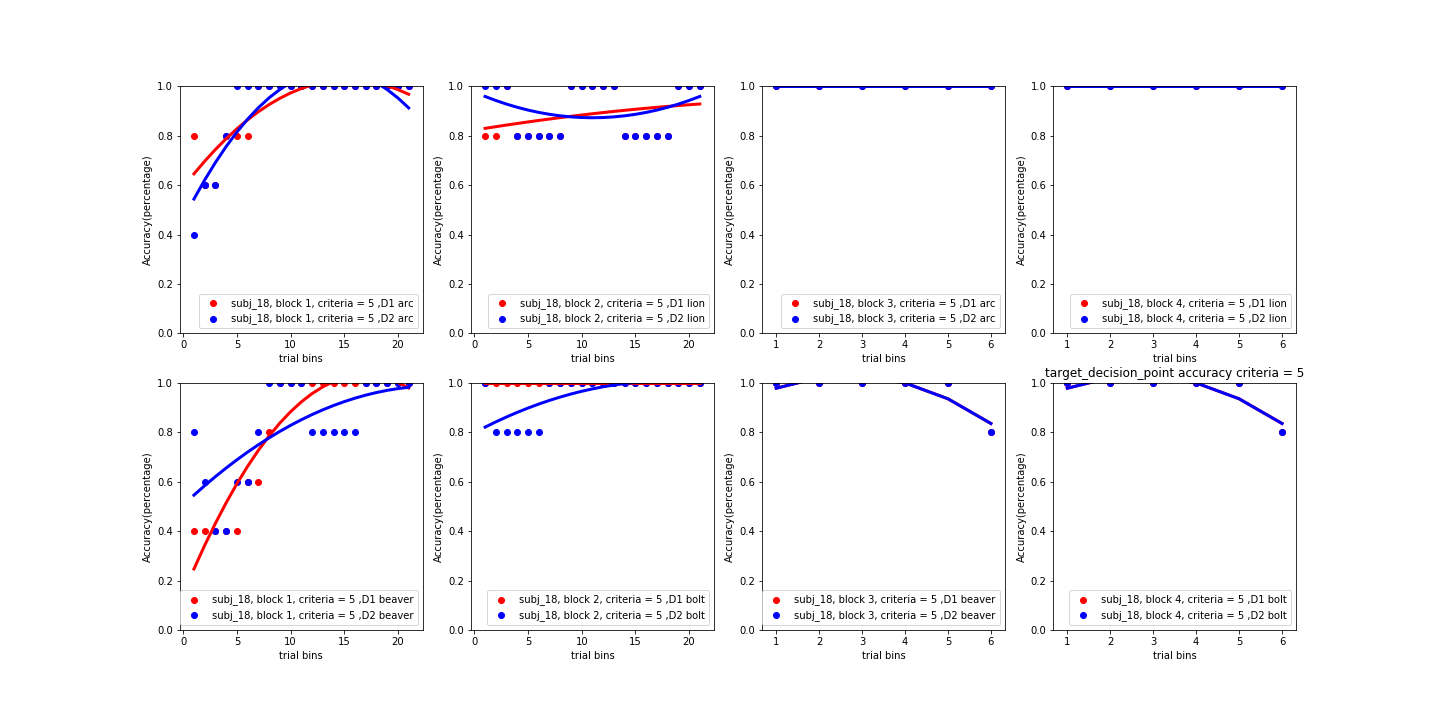 1.0
0.8
0.6
0.4
0.2
0.0
Accuracy(percentage)
subj_18, block 1, criteria = 5 ,D1 arc
subj_18, block 1, criteria = 5 ,D2 arc
0 5 10 15 20
trial bins
1.0
0.8
0.6
0.4
0.2
0.0
Accuracy(percentage)
subj_18, block 2, criteria = 5 ,D1 lion
subj_18, block 2, criteria = 5 ,D2 lion
0 5 10 15 20
trial bins
1.0
0.8
0.6
0.4
0.2
0.0
Accuracy(percentage)
subj_18, block 3, criteria = 5 ,D1 arc
subj_18, block 3, criteria = 5 ,D2 arc
1 2 3 4 5 6
trial bins
1.0
0.8
0.6
0.4
0.2
0.0
Accuracy(percentage)
subj_18, block 4, criteria = 5 ,D1 lion
subj_18, block 4, criteria = 5 ,D2 lion
1 2 3 4 5 6
trial bins
1.0
0.8
0.6
0.4
0.2
0.0
Accuracy(percentage)
subj_18, block 1, criteria = 5 ,D1 beaver
subj_18, block 1, criteria = 5 ,D2 beaver
0 5 10 15 20
trial bins
1.0
0.8
0.6
0.4
0.2
0.0
Accuracy(percentage)
subj_18, block 2, criteria = 5 ,D1 bolt
subj_18, block 2, criteria = 5 ,D2 bolt
0 5 10 15 20
trial bins
1.0
0.8
0.6
0.4
0.2
0.0
Accuracy(percentage)
subj_18, block 3, criteria = 5 ,D1 beaver
subj_18, block 3, criteria = 5 ,D2 beaver
1 2 3 4 5 6
trial bins
target_decision_point accuracy criteria = 5
1.0
0.8
0.6
0.4
0.2
0.0
Accuracy(percentage)
subj_18, block 4, criteria = 5 ,D1 bolt
subj_18, block 4, criteria = 5 ,D2 bolt
1 2 3 4 5 6
trial bins